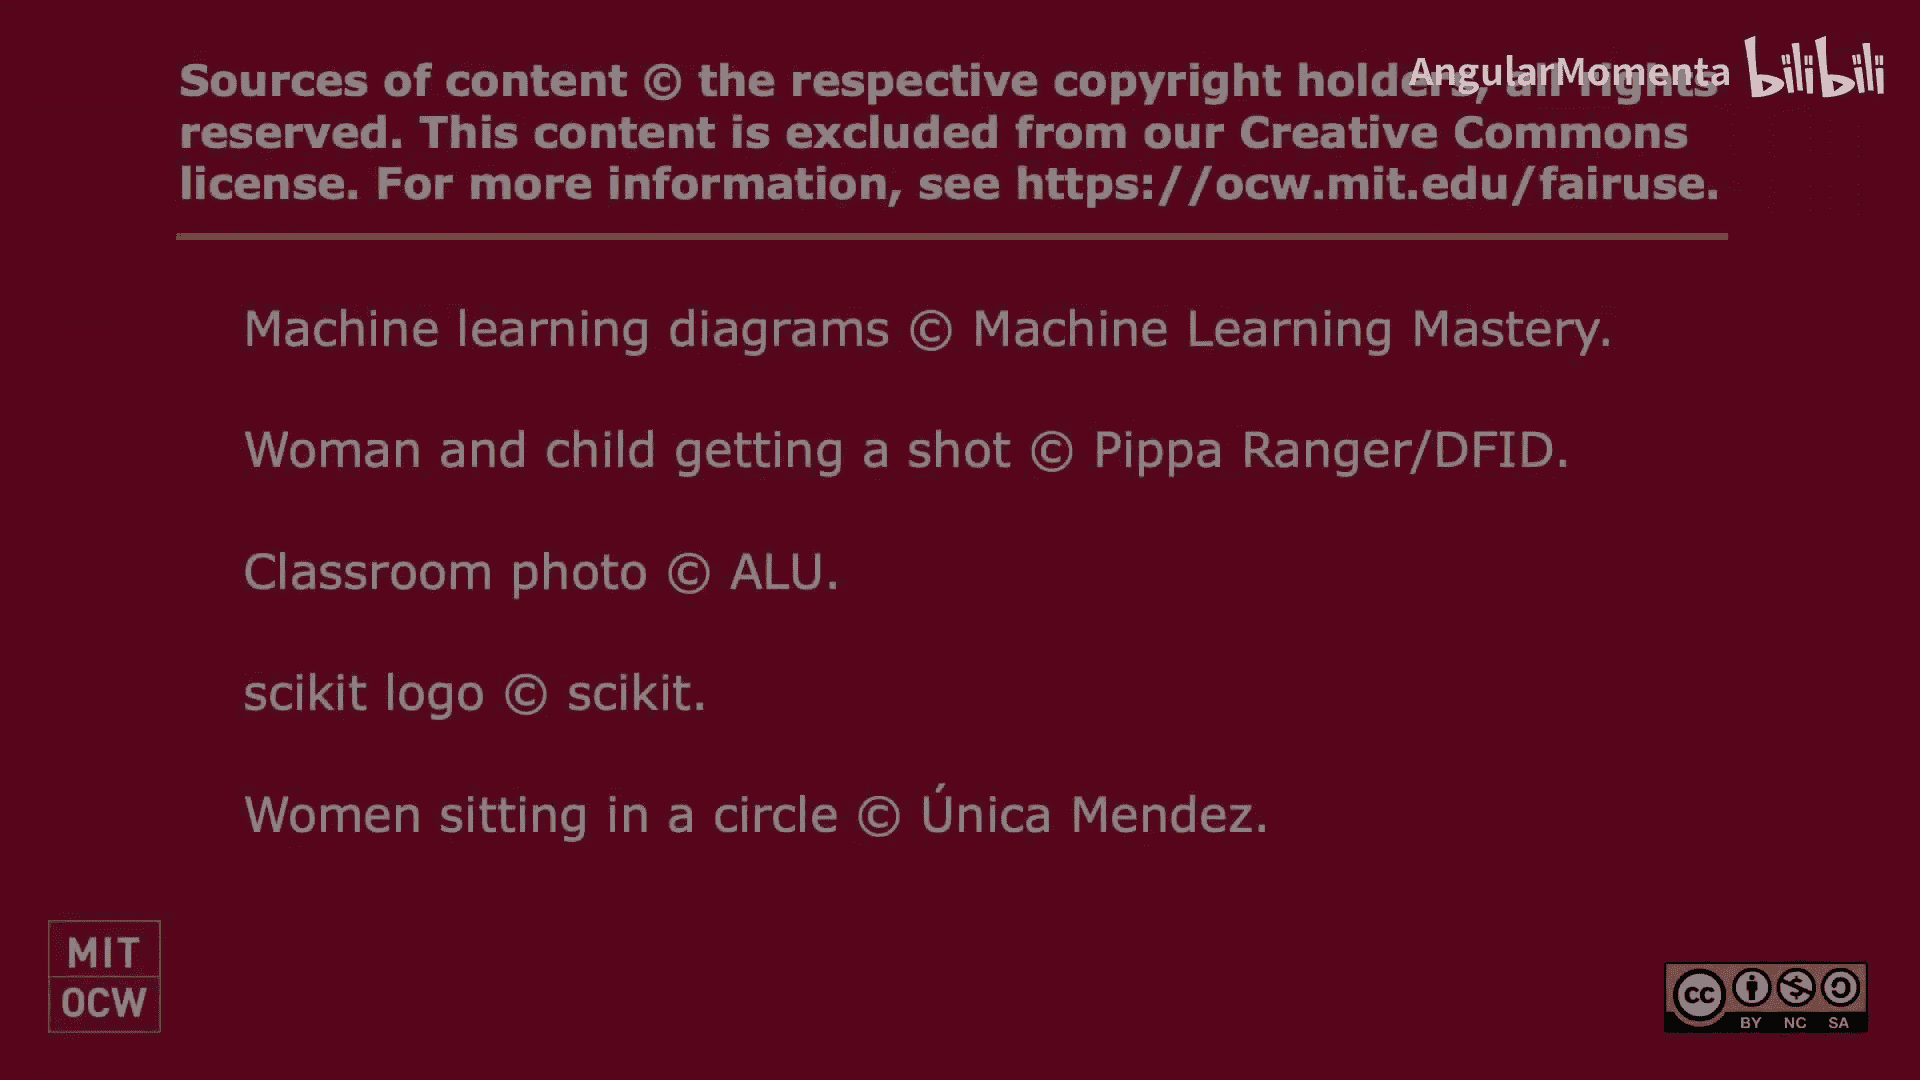 Sources of content © the respective copyright holders, all rights
reserved. This content is excluded from our Creative Commons
license. For more information, see https://ocw.mit.edu/fairuse.
AngularMomenta bilibili
Machine learning diagrams © Machine Learning Mastery.
Woman and child getting a shot © Pippa Ranger/DFID.
Classroom photo © ALU.
scikit logo © scikit.
Women sitting in a circle © Única Mendez.
MIT
OCW
cc
BY NC SA